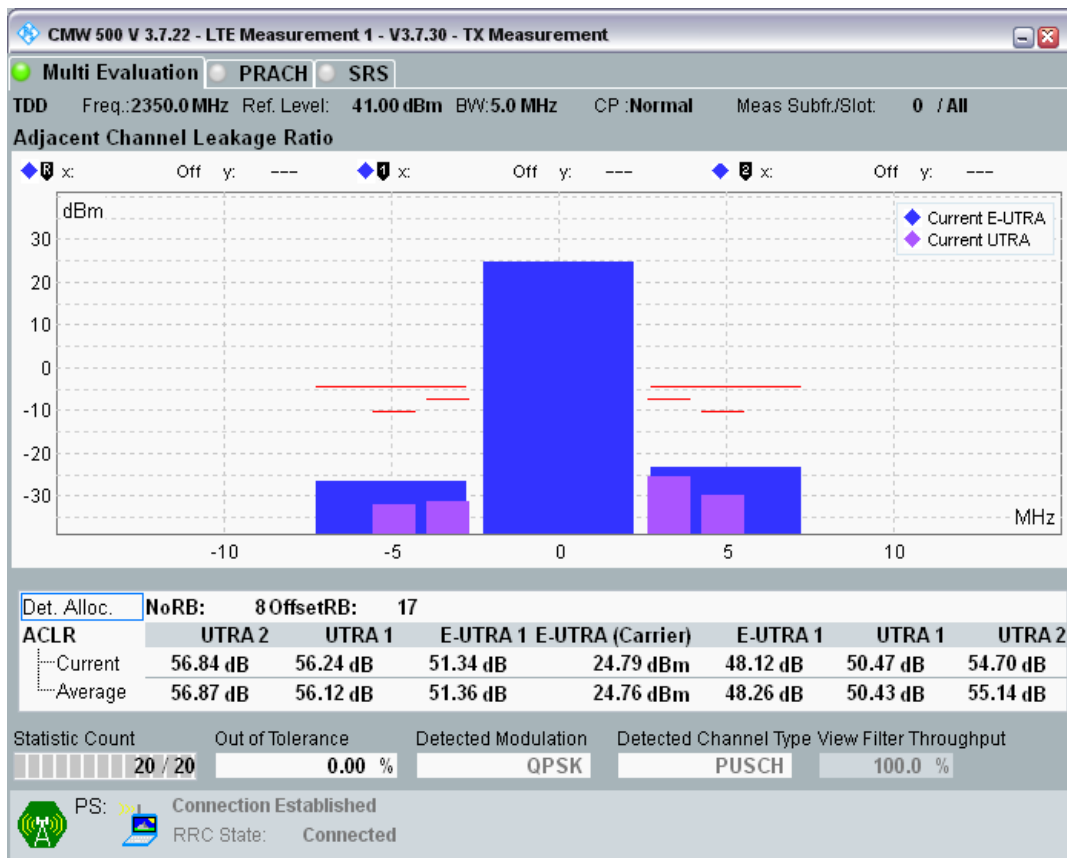 CMW 500 V 3.7.22 - LTE Measurement 1 - V3.7.30 - TX Measurement
Multi Evaluation PRACH SRS
TDD Freq.:2350.0 MHz Ref. Level: 41.00 dBm BW:5.0 MHz CP :Normal Meas Subfr./Slot: 0 / All
Adjacent Channel Leakage Ratio
R x: Off y: --- 1 x: Off y: --- 2 x: Off y: ---
dBm
Current E-UTRA
Current UTRA
30
20
10
0
-10
-20
-30
MHz
-10 -5 0 5 10
Det. Alloc. NoRB: 8 OffsetRB: 17
ACLR UTRA 2 UTRA 1 E-UTRA 1 E-UTRA (Carrier) E-UTRA 1 UTRA 1 UTRA 2
Current 56.84 dB 56.24 dB 51.34 dB 24.79 dBm 48.12 dB 50.47 dB 54.70 dB
Average 56.87 dB 56.12 dB 51.36 dB 24.76 dBm 48.26 dB 50.43 dB 55.14 dB
Statistic Count Out of Tolerance Detected Modulation Detected Channel Type View Filter Throughput
20 / 20 0.00 % QPSK PUSCH 100.0 %
PS: Connection Established
RRC State: Connected